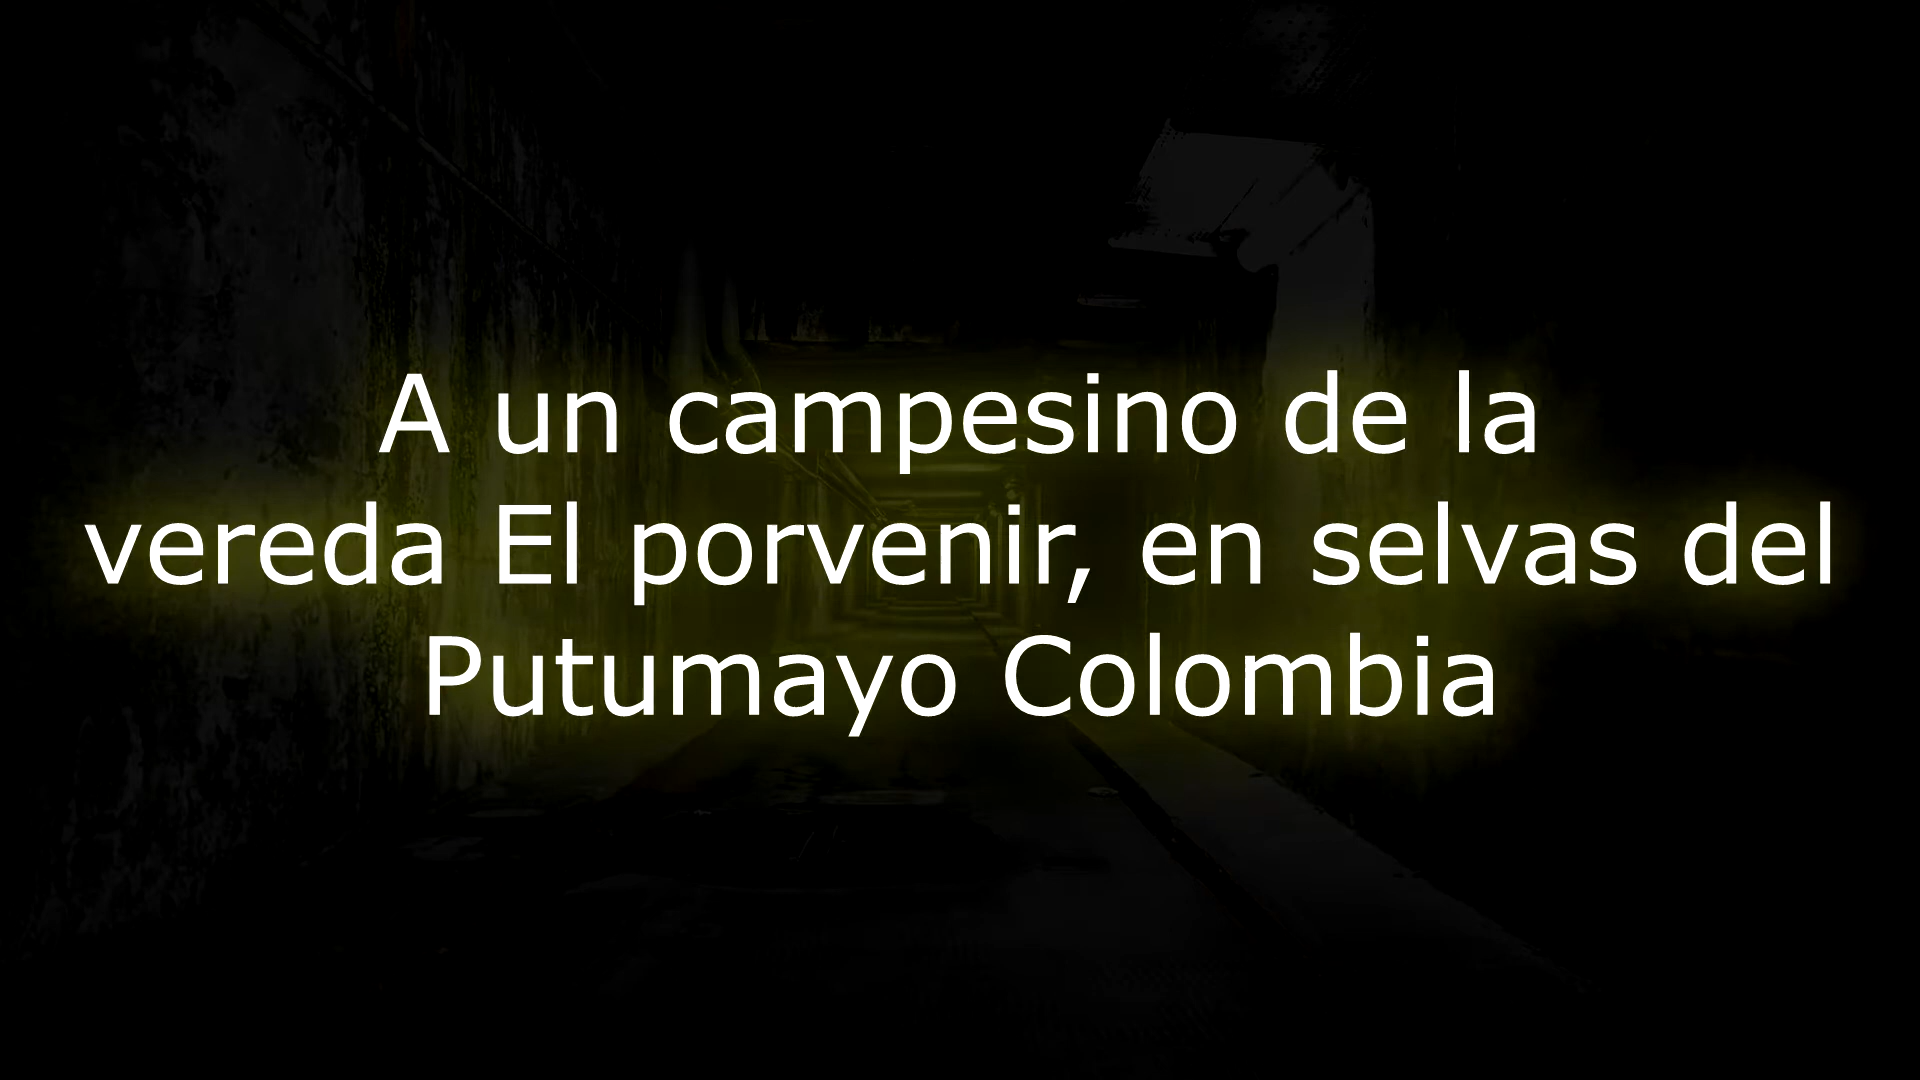 A un campesino de la
vereda El porvenir, en selvas del
Putumayo Colombia